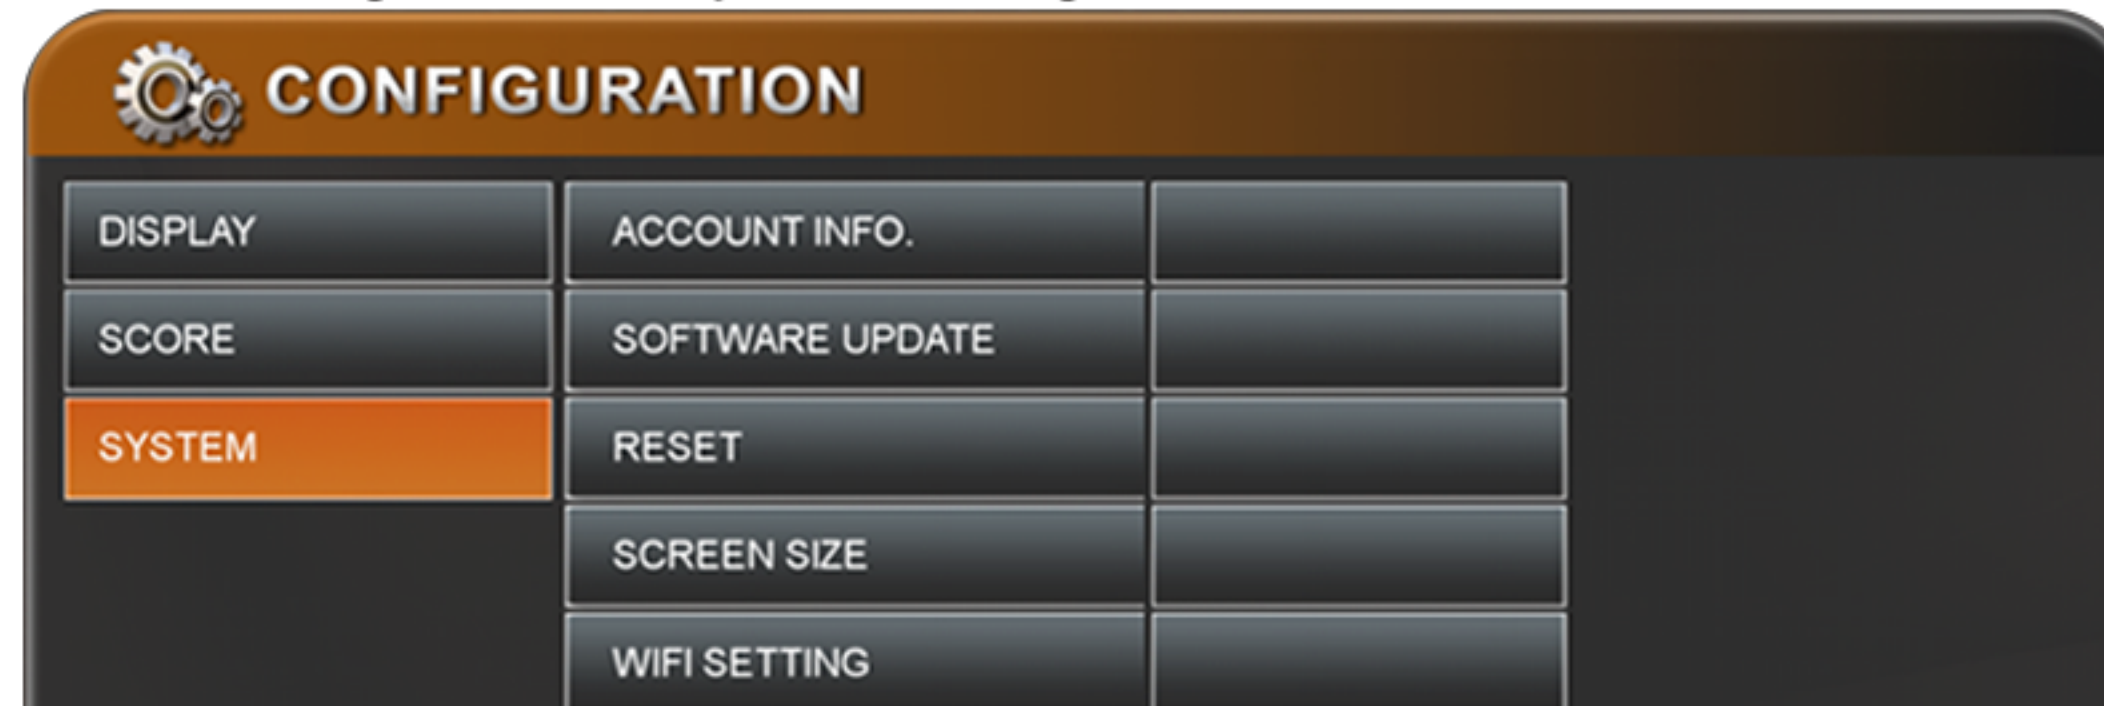 CONFIGURATION
DISPLAY
ACCOUNT INFO.
SCORE
SOFTWARE UPDATE
SYSTEM
RESET
SCREEN SIZE
WIFI SETTING